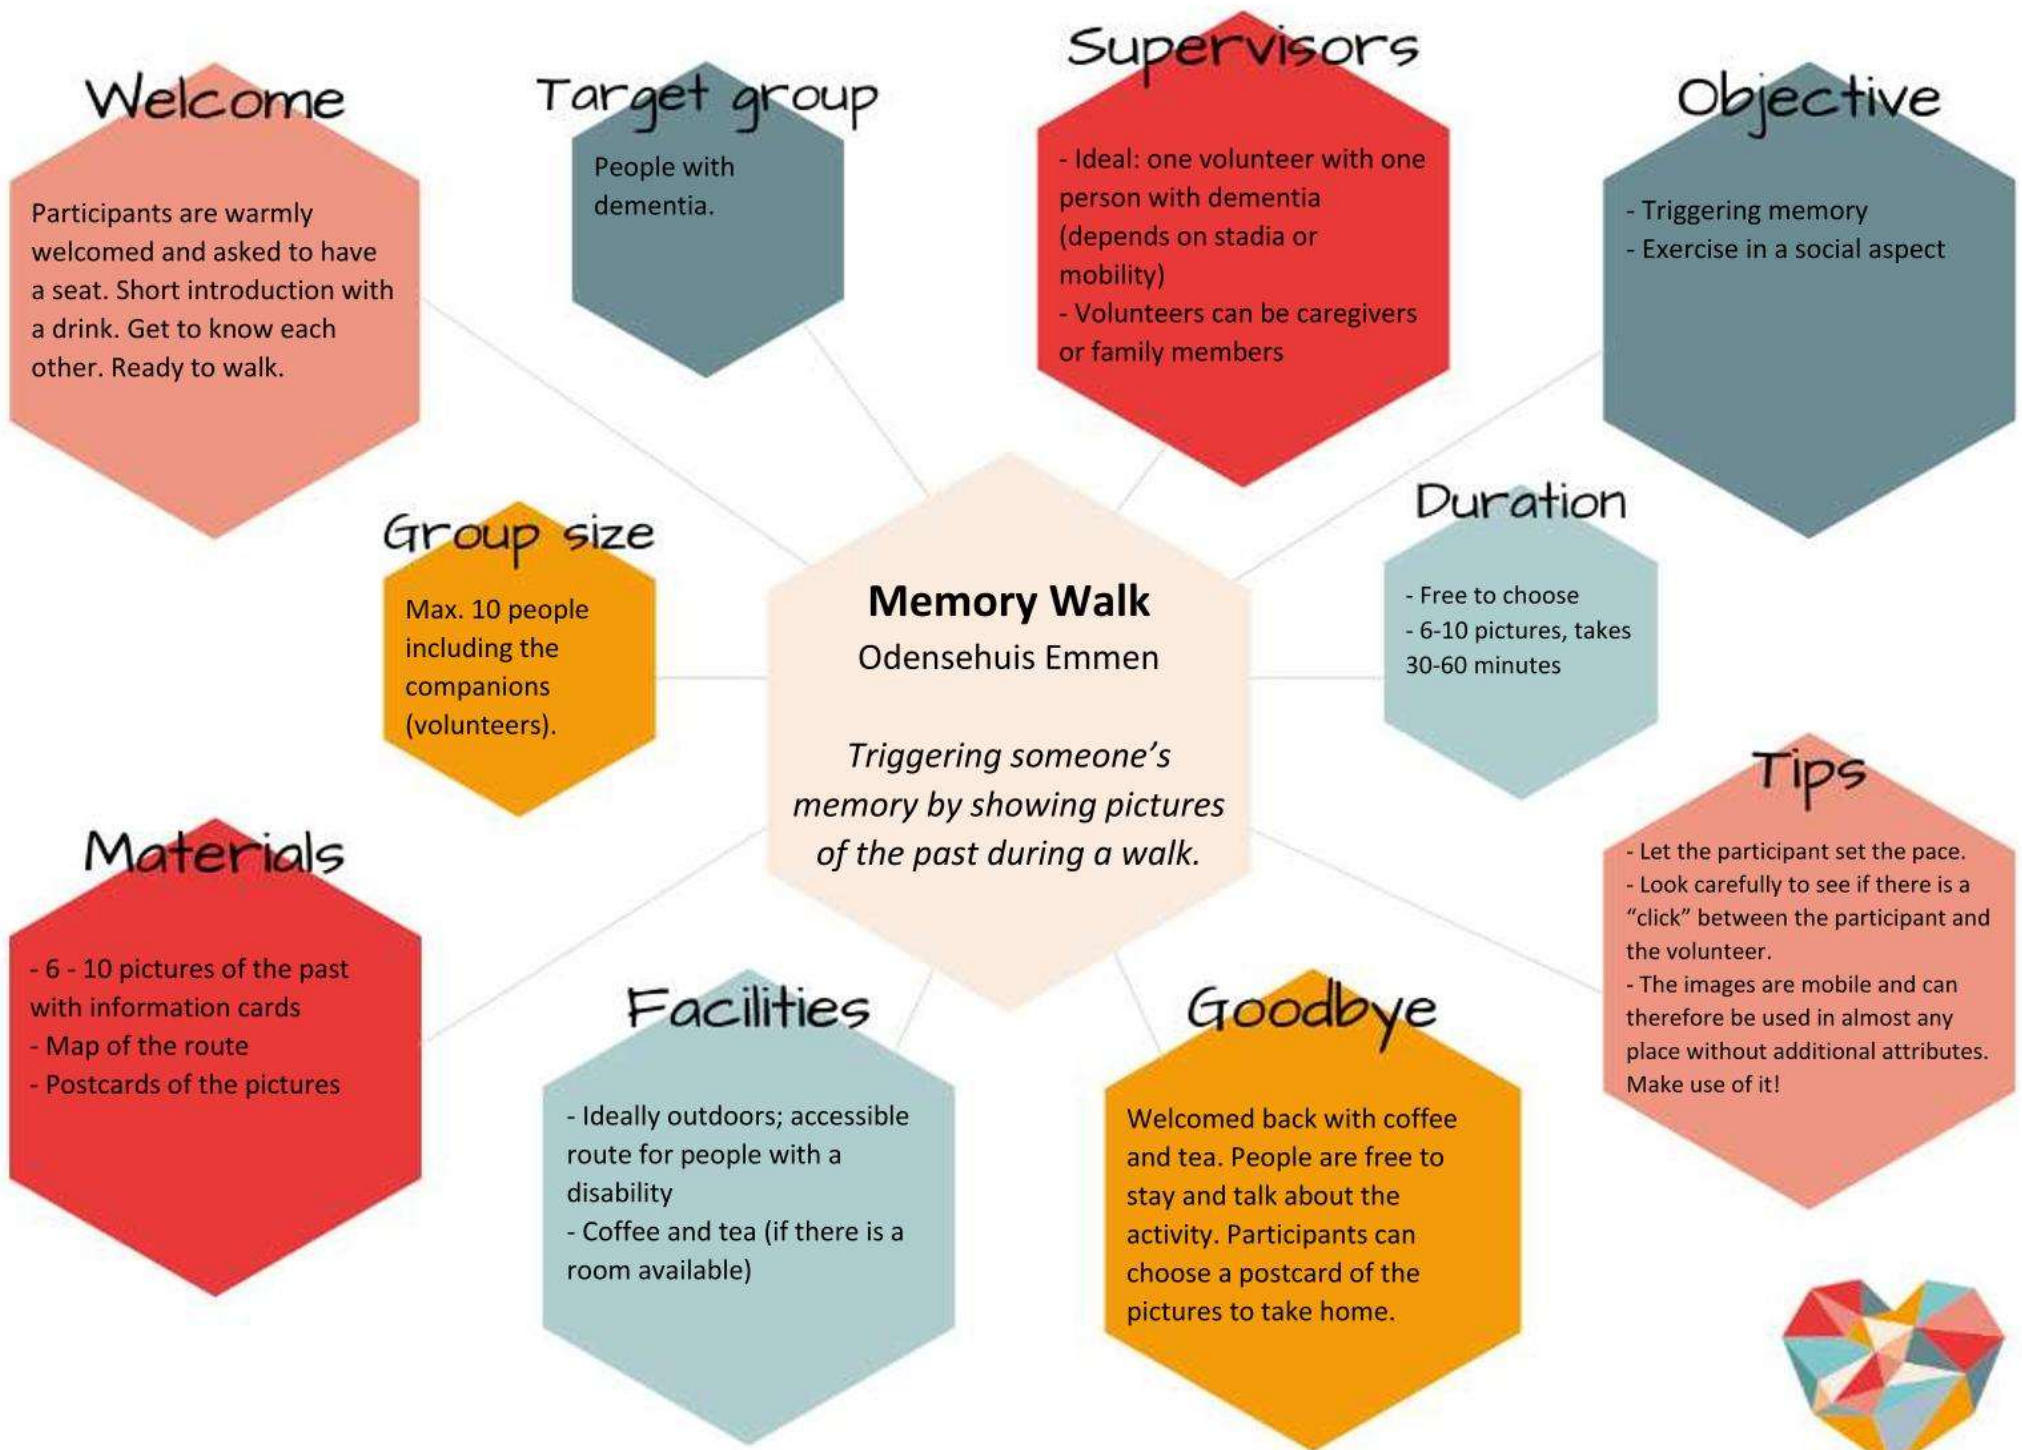 Welcome
Participants are warmly
welcomed and asked to have
a seat. Short introduction with
a drink. Get to know each
other. Ready to walk.
Target group
People with
dementia.
Supervisors
- Ideal: one volunteer with one
person with dementia
(depends on stadia or
mobility)
- Volunteers can be caregivers
or family members
Objective
- Triggering memory
- Exercise in a social aspect
Group size
Max. 10 people
including the
companions
(volunteers).
Memory Walk
Odensehuis Emmen
Triggering someone’s
memory by showing pictures
of the past during a walk.
Duration
- Free to choose
- 6-10 pictures, takes
30-60 minutes
Materials
- 6 - 10 pictures of the past
with information cards
- Map of the route
- Postcards of the pictures
Facilities
- Ideally outdoors; accessible
route for people with a
disability
- Coffee and tea (if there is a
room available)
Goodbye
Welcomed back with coffee
and tea. People are free to
stay and talk about the
activity. Participants can
choose a postcard of the
pictures to take home.
Tips
- Let the participant set the pace.
- Look carefully to see if there is a
“click” between the participant and
the volunteer.
- The images are mobile and can
therefore be used in almost any
place without additional attributes.
Make use of it!